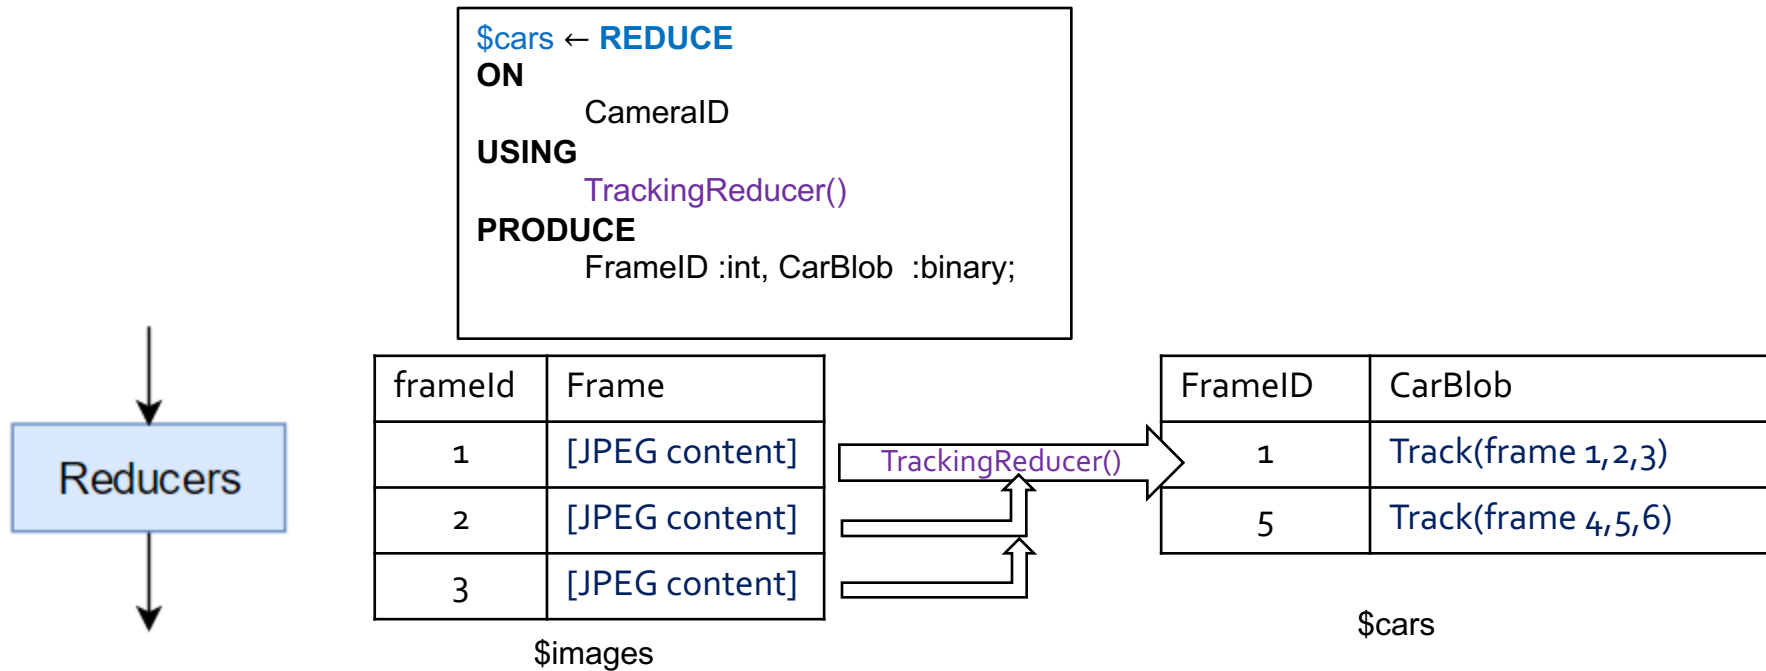 $cars ← REDUCE
ON
CameraID
USING
TrackingReducer()
PRODUCE
FrameID :int, CarBlob :binary;
Reducers
frameId Frame
1 [JPEG content]
2 [JPEG content]
3 [JPEG content]
$images
TrackingReducer()
FrameID CarBlob
1 Track(frame 1,2,3)
5 Track(frame 4,5,6)
$cars